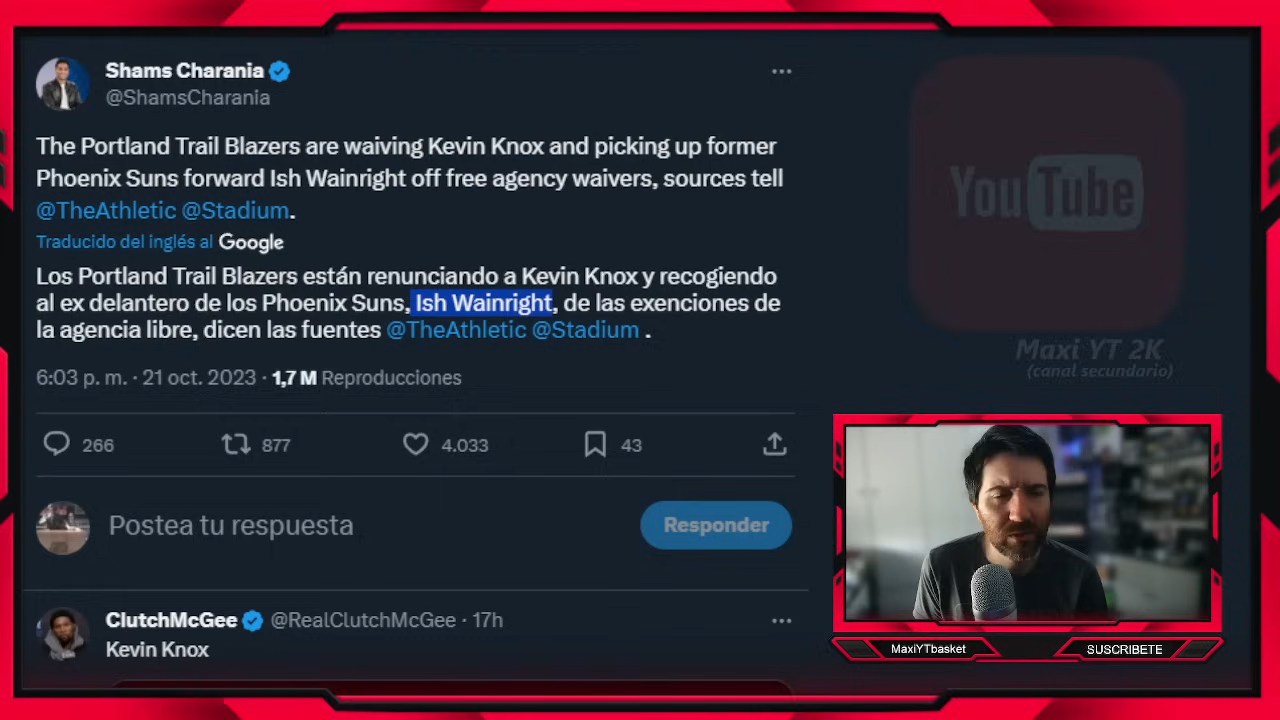 Shams Charania
@ShamsCharania
The Portland Trail Blazers are waiving Kevin Knox and picking up former
Phoenix Suns forward Ish Wainright off free agency waivers, sources tell
@TheAthletic @Stadium.
Traducido del inglés al Google
Los Portland Trail Blazers están renunciando a Kevin Knox y recogiendo
al ex delantero de los Phoenix Suns, Ish Wainright, de las exenciones de
la agencia libre, dicen las fuentes @TheAthletic @Stadium .
6:03 p. m. · 21 oct. 2023 · 1,7 M Reproducciones
266 877 4.033 43
Postea tu respuesta
Responder
ClutchMcGee @RealClutchMcGee · 17h
Kevin Knox
YouTube
Maxi YT 2K
(canal secundario)
MaxiYTbasket
SUSCRIBETE